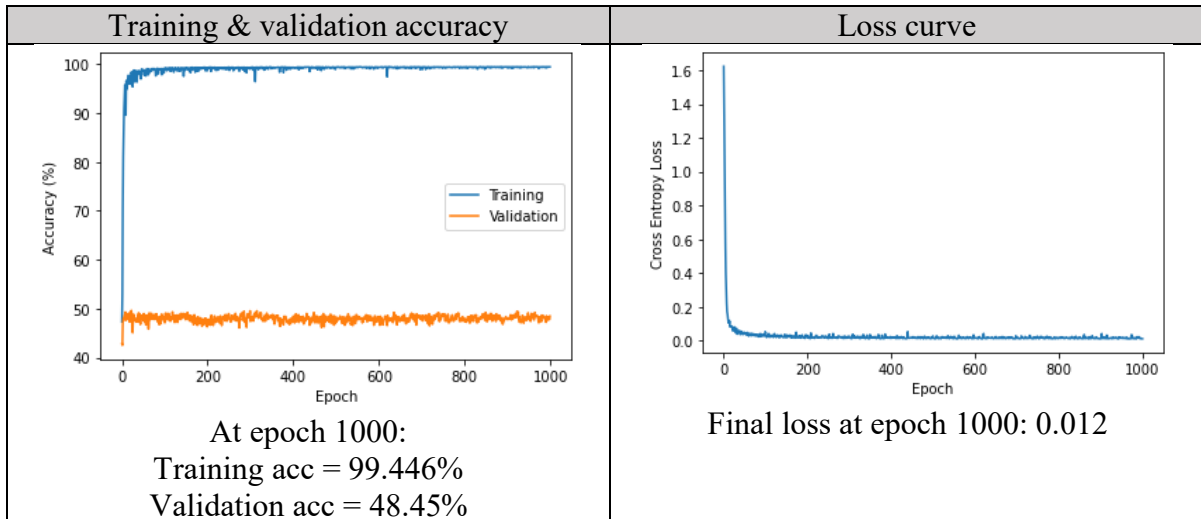 Training & validation accuracy
Loss curve
100
90
80
70
60
50
40
Accuracy (%)
Training
Validation
0
200
400
600
800
1000
Epoch
At epoch 1000:
Training acc = 99.446%
Validation acc = 48.45%
1.6
1.4
1.2
1.0
0.8
0.6
0.4
0.2
0.0
Cross Entropy Loss
0
200
400
600
800
1000
Epoch
Final loss at epoch 1000: 0.012